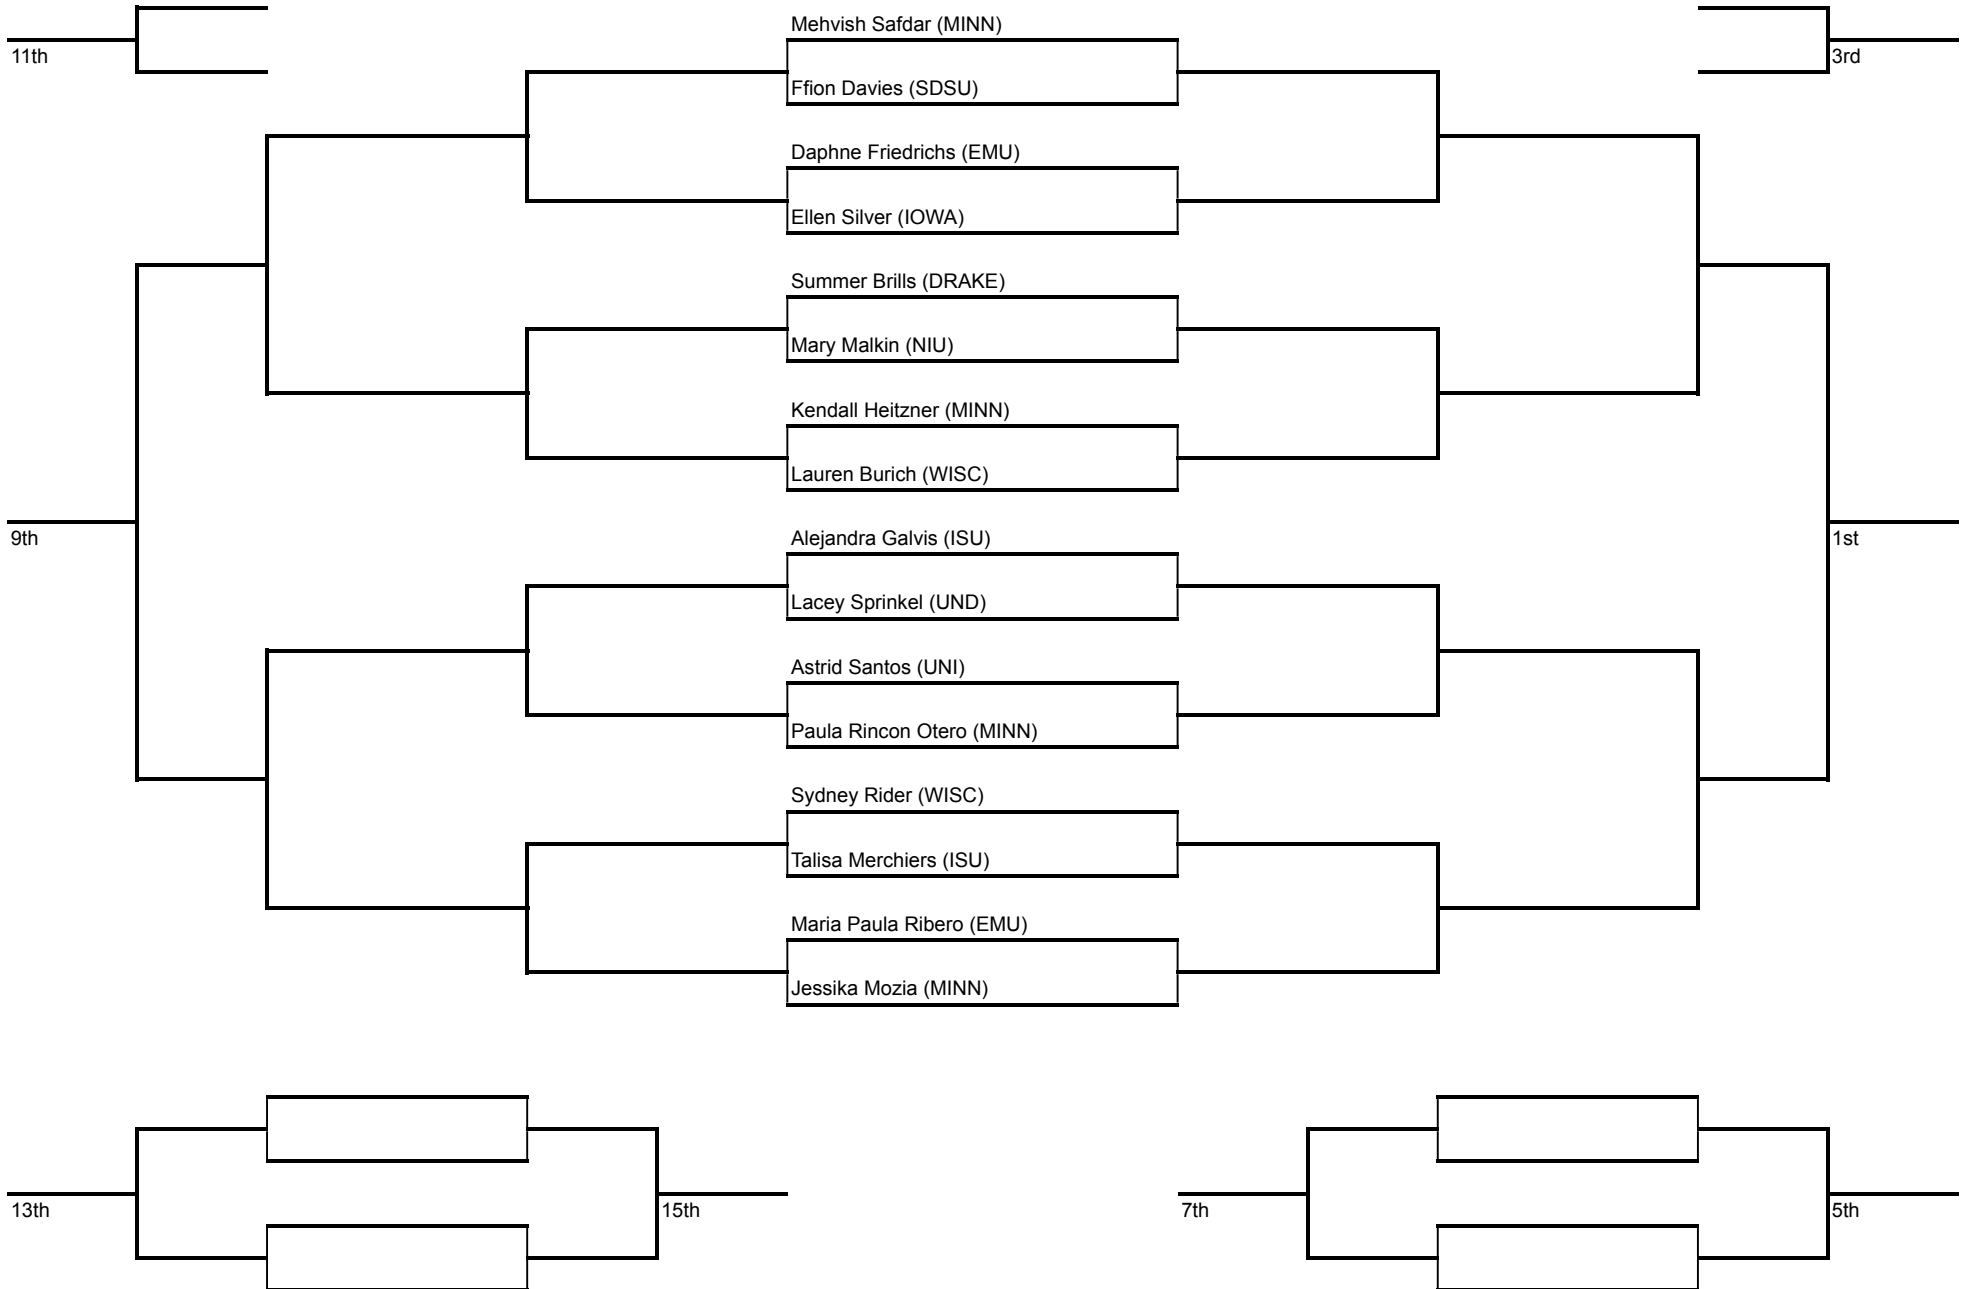 Mehvish Safdar (MINN)
11th
3rd
Ffion Davies (SDSU)
Daphne Friedrichs (EMU)
Ellen Silver (IOWA)
Summer Brills (DRAKE)
Mary Malkin (NIU)
Kendall Heitzner (MINN)
Lauren Burich (WISC)
Alejandra Galvis (ISU)
9th
1st
Lacey Sprinkel (UND)
Astrid Santos (UNI)
Paula Rincon Otero (MINN)
Sydney Rider (WISC)
Talisa Merchiers (ISU)
Maria Paula Ribero (EMU)
Jessika Mozia (MINN)
13th
15th
7th
5th